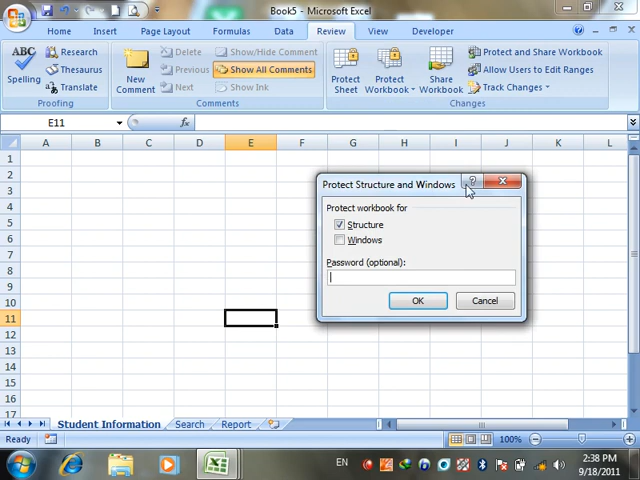 Book5 - Microsoft Excel
Home Insert Page Layout Formulas Data Review View Developer
ABC
Spelling
Research
Thesaurus
Translate
Proofing
New Comment
Delete
Previous
Next
Show/Hide Comment
Show All Comments
Show Ink
Comments
Protect Sheet
Protect Workbook
Share Workbook
Protect and Share Workbook
Allow Users to Edit Ranges
Track Changes
Changes
E11
fx
A B C D E F G H I J K L
1
2
3
4
5
6
7
8
9
10
11
12
13
14
15
16
17
Protect Structure and Windows
?
Protect workbook for
Structure
Windows
Password (optional):
OK Cancel
Student Information Search Report
Ready
100%
EN
2:38 PM
9/18/2011